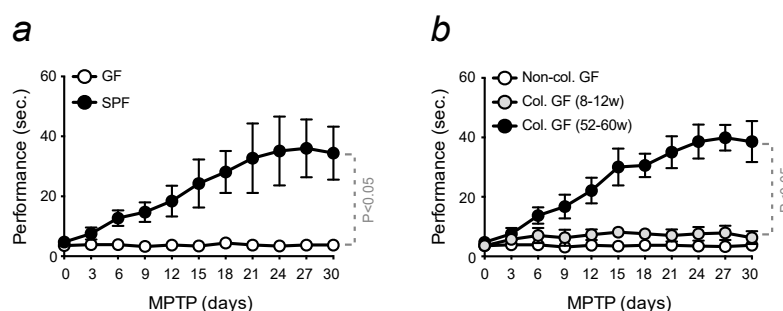 a
GF
SPF
Performance (sec.)
60
40
20
0
0 3 6 9 12 15 18 21 24 27 30
MPTP (days)
P<0.05
b
Non-col. GF
Col. GF (8-12w)
Col. GF (52-60w)
Performance (sec.)
60
40
20
0
0 3 6 9 12 15 18 21 24 27 30
MPTP (days)